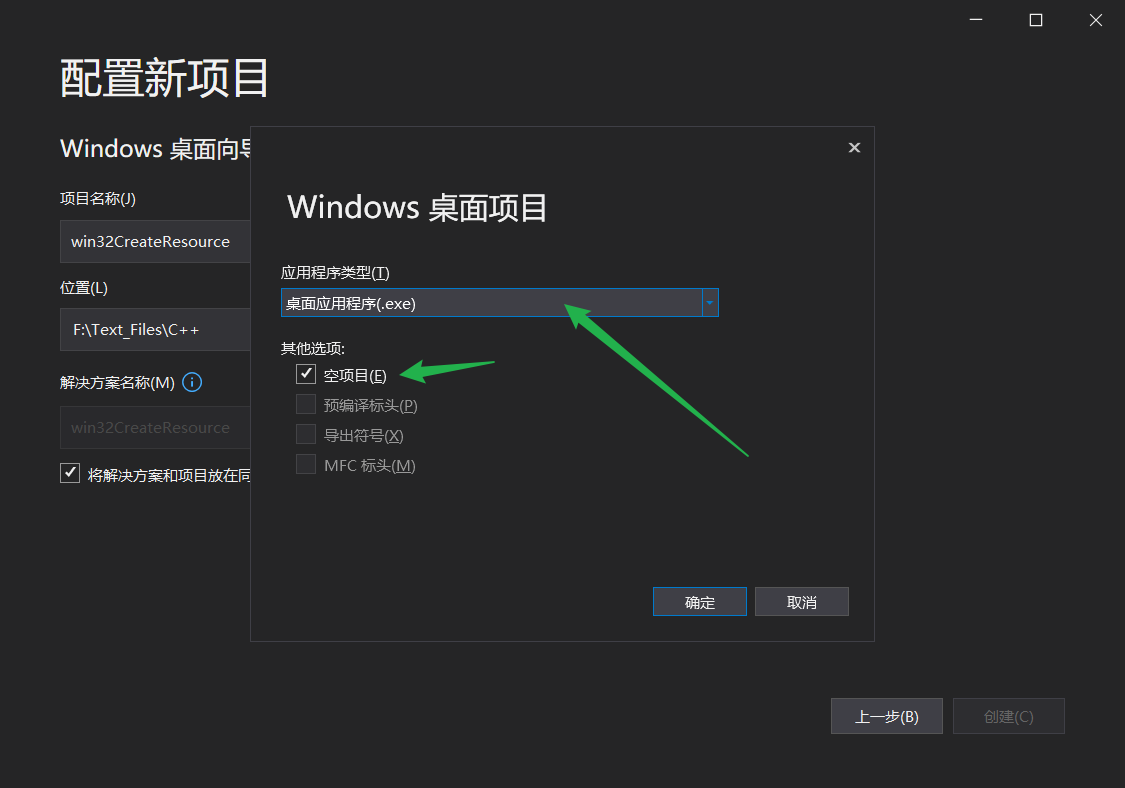 配置新项目
Windows 桌面向导
项目名称(J)
win32CreateResource
位置(L)
F:\Text_Files\C++
解决方案名称(M)
win32CreateResource
将解决方案和项目放在同
Windows 桌面项目
应用程序类型(T)
桌面应用程序(.exe)
其他选项:
空项目(E)
预编译标头(P)
导出符号(X)
MFC 标头(M)
确定
取消
上一步(B)
创建(C)